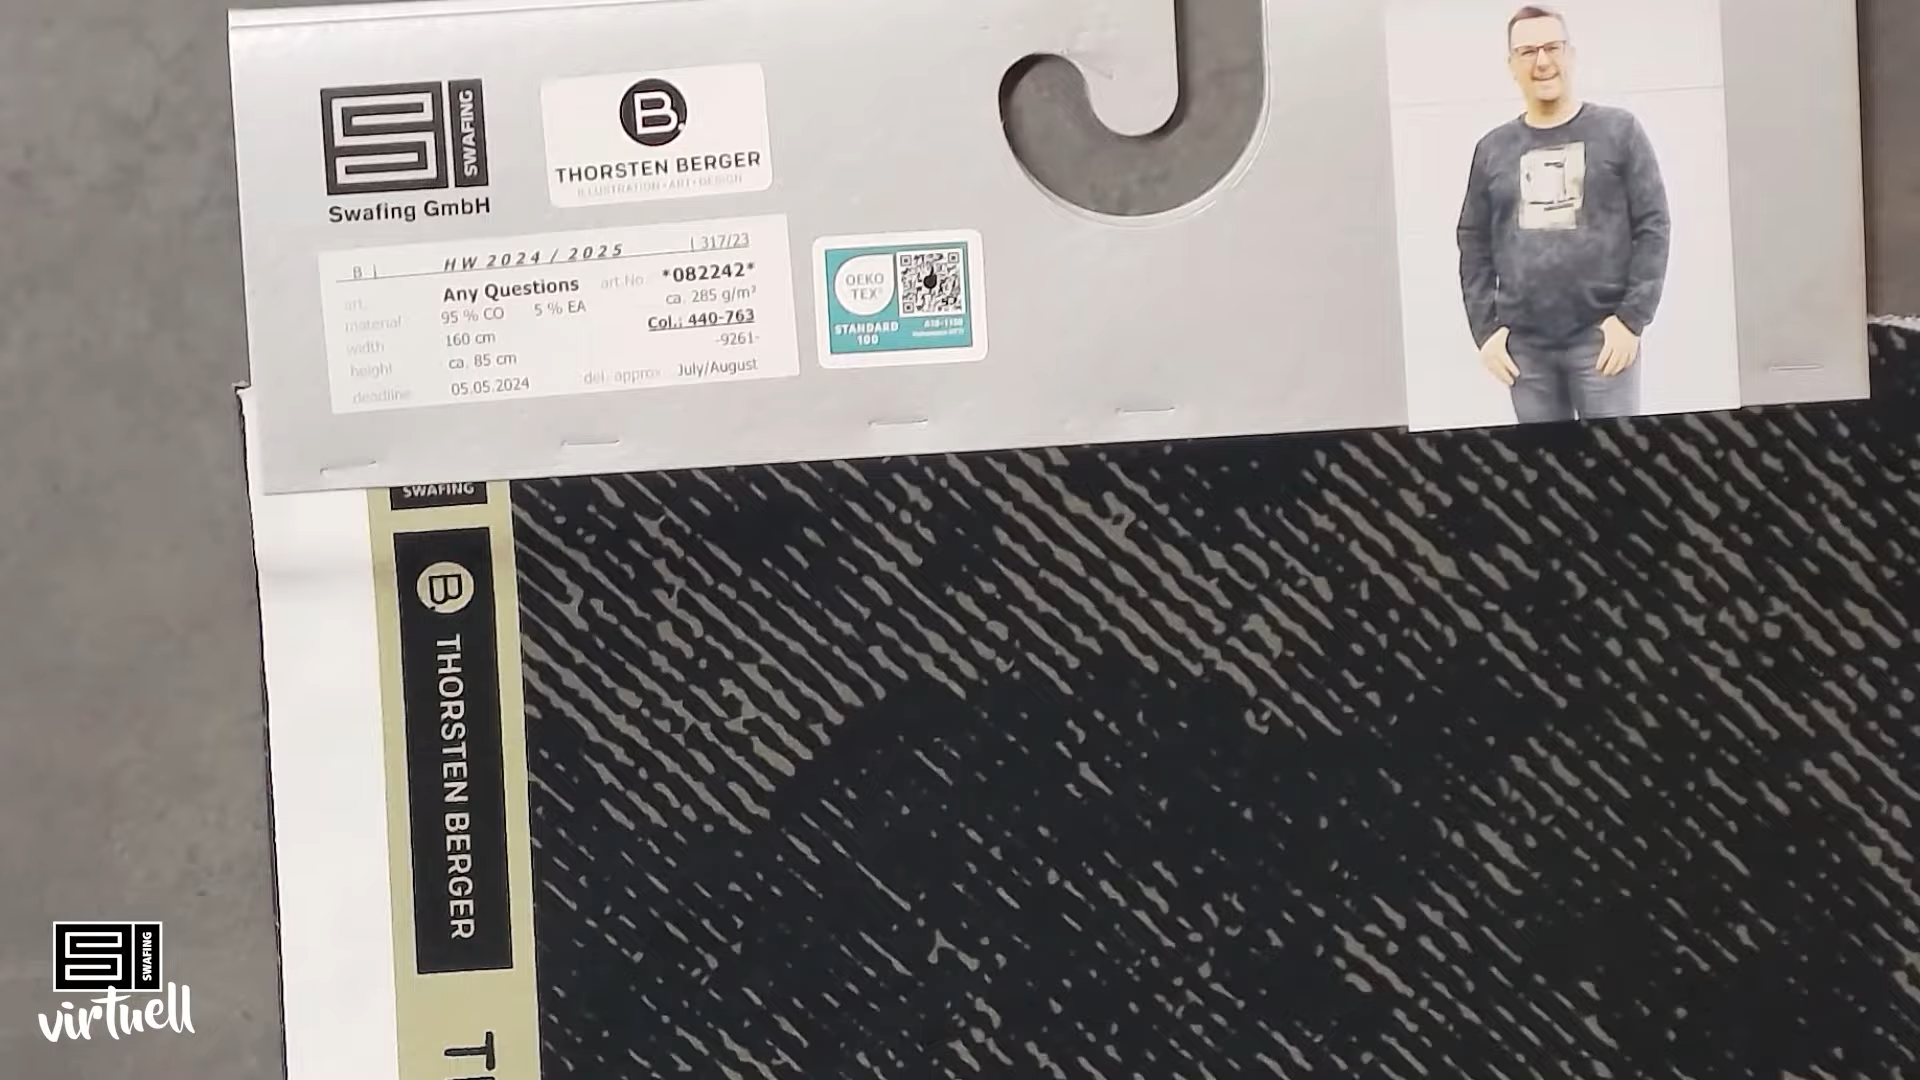 SWAFING
Swafing GmbH
B.
THORSTEN BERGER
ILLUSTRATION • ART • DESIGN
B | HW 2024 / 2025 | 317/23
art. Any Questions art.No. *082242*
material 95 % CO 5 % EA ca. 285 g/m²
width 160 cm Col.: 440-763
height ca. 85 cm -9261-
deadline 05.05.2024 del. approx. July/August
OEKO
TEX®
STANDARD
100
SWAFING
B. THORSTEN BERGER
SWAFING
virtuell